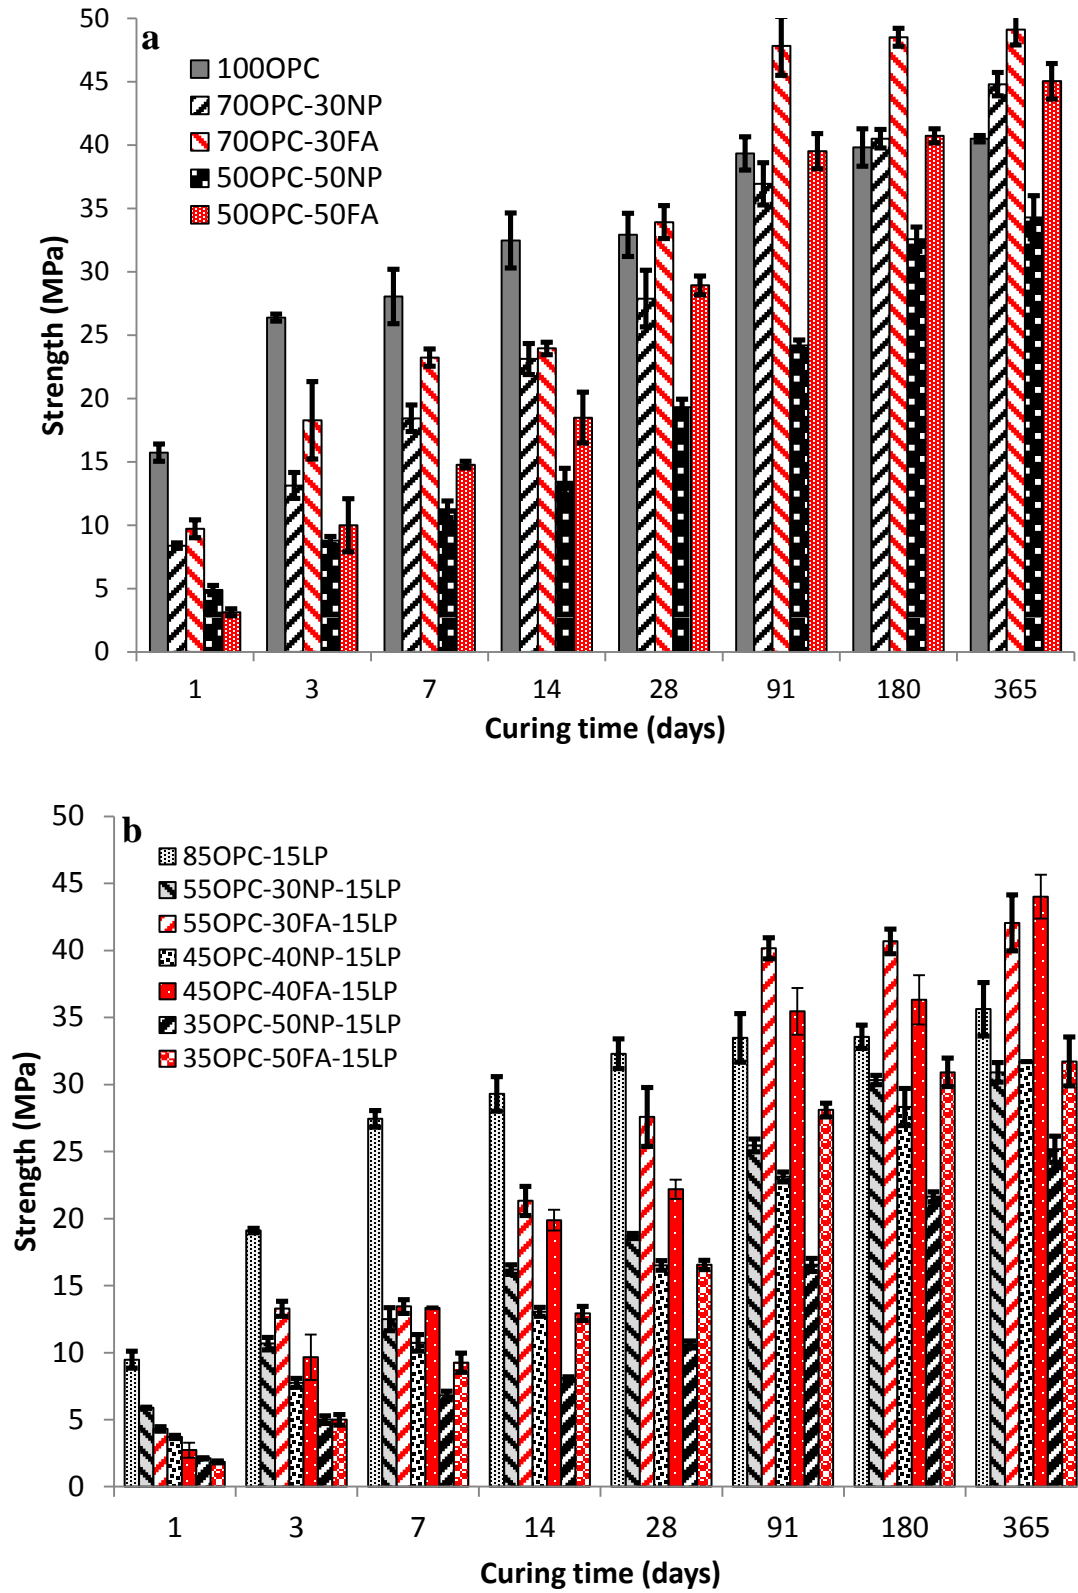 a
50
45
40
35
30
25
20
15
10
5
0
Strength (MPa)
100OPC
70OPC-30NP
70OPC-30FA
50OPC-50NP
50OPC-50FA
1 3 7 14 28 91 180 365
Curing time (days)
b
50
45
40
35
30
25
20
15
10
5
0
Strength (MPa)
85OPC-15LP
55OPC-30NP-15LP
55OPC-30FA-15LP
45OPC-40NP-15LP
45OPC-40FA-15LP
35OPC-50NP-15LP
35OPC-50FA-15LP
1 3 7 14 28 91 180 365
Curing time (days)